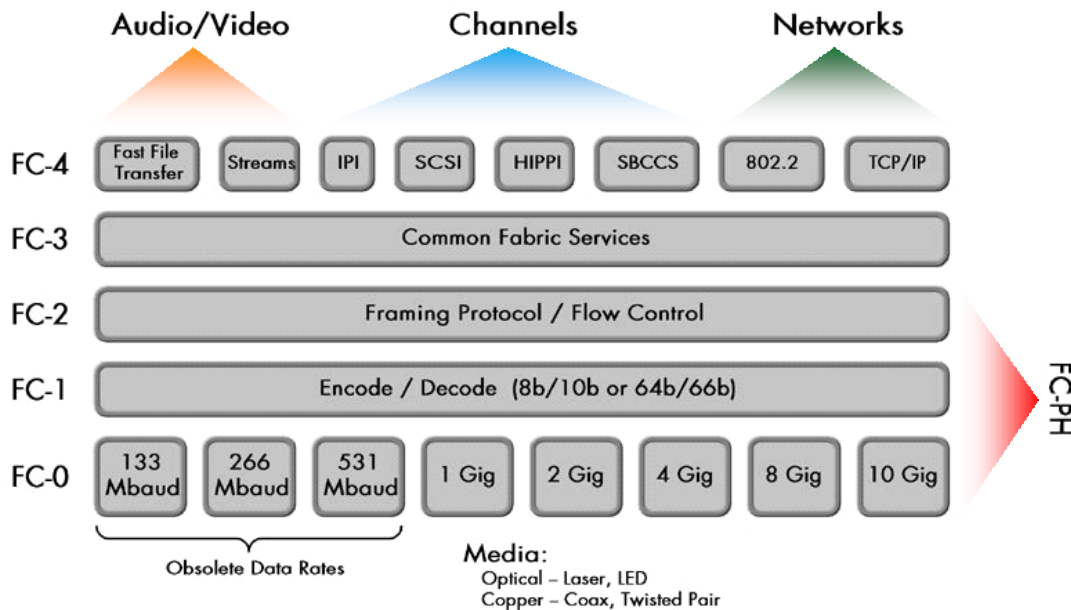 Audio/Video Channels Networks
FC-4 Fast File Transfer Streams IPI SCSI HIPPI SBCCS 802.2 TCP/IP
FC-3 Common Fabric Services
FC-2 Framing Protocol / Flow Control
FC-1 Encode / Decode (8b/10b or 64b/66b)
FC-PH
FC-0 133 Mbaud 266 Mbaud 531 Mbaud 1 Gig 2 Gig 4 Gig 8 Gig 10 Gig
Obsolete Data Rates
Media:
Optical – Laser, LED
Copper – Coax, Twisted Pair